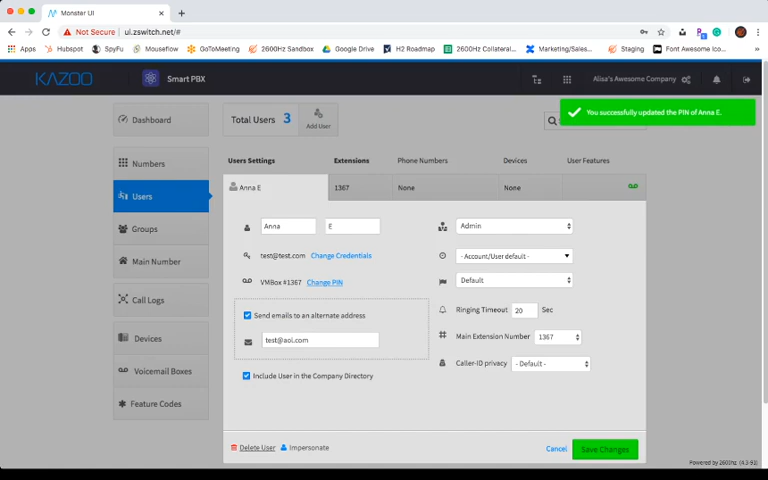 Monster UI
Not Secure | ui.zswitch.net/#
Apps Hubspot SpyFu Mouseflow GoToMeeting 2600Hz Sandbox Google Drive H2 Roadmap 2600Hz Collateral... Marketing/Sales... Staging Font Awesome Ico...
KAZOO Smart PBX Alisa's Awesome Company
Total Users 3 Add User
You successfully updated the PIN of Anna E.
Dashboard
Numbers
Users
Groups
Main Number
Call Logs
Devices
Voicemail Boxes
Feature Codes
Users Settings Extensions Phone Numbers Devices User Features
Anna E 1367 None None
Anna E Admin
test@test.com Change Credentials - Account/User default -
VMBox #1367 Change PIN Default
Send emails to an alternate address Ringing Timeout 20 Sec
test@aol.com Main Extension Number 1367
Caller-ID privacy - Default -
Include User in the Company Directory
Delete User Impersonate Cancel Save Changes
Powered by 2600hz (4.3-93)